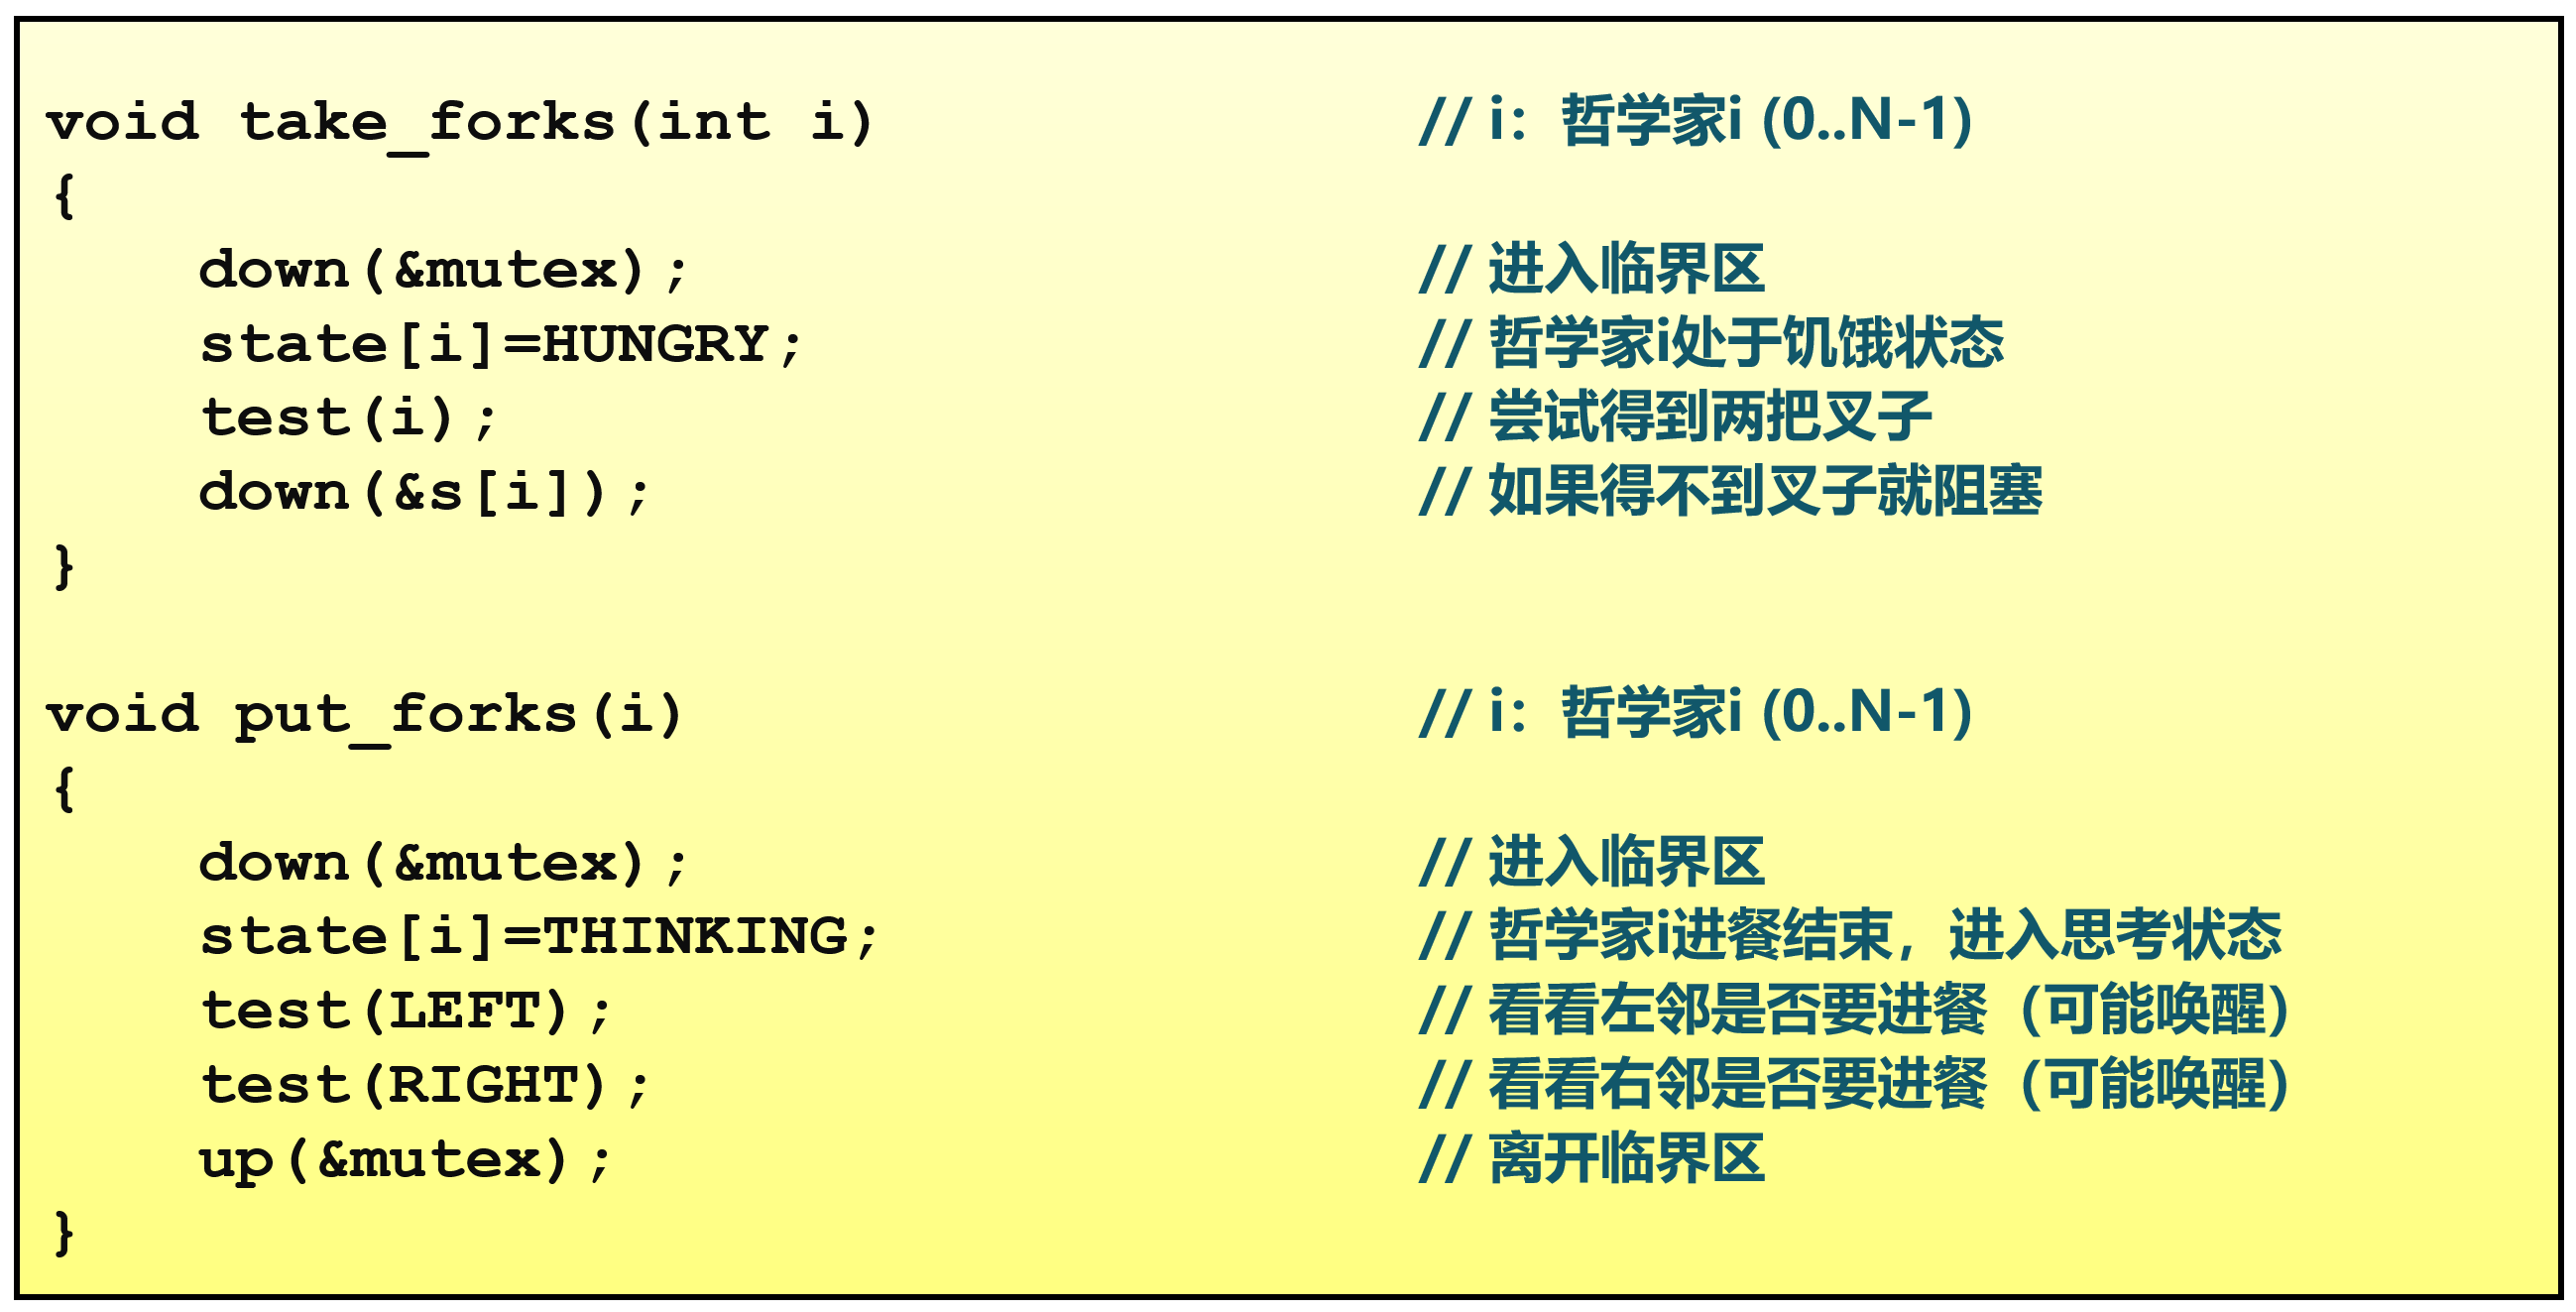 void take_forks(int i) // i：哲学家i (0..N-1)
{
down(&mutex); // 进入临界区
state[i]=HUNGRY; // 哲学家i处于饥饿状态
test(i); // 尝试得到两把叉子
down(&s[i]); // 如果得不到叉子就阻塞
}
void put_forks(i) // i：哲学家i (0..N-1)
{
down(&mutex); // 进入临界区
state[i]=THINKING; // 哲学家i进餐结束，进入思考状态
test(LEFT); // 看看左邻是否要进餐（可能唤醒）
test(RIGHT); // 看看右邻是否要进餐（可能唤醒）
up(&mutex); // 离开临界区
}